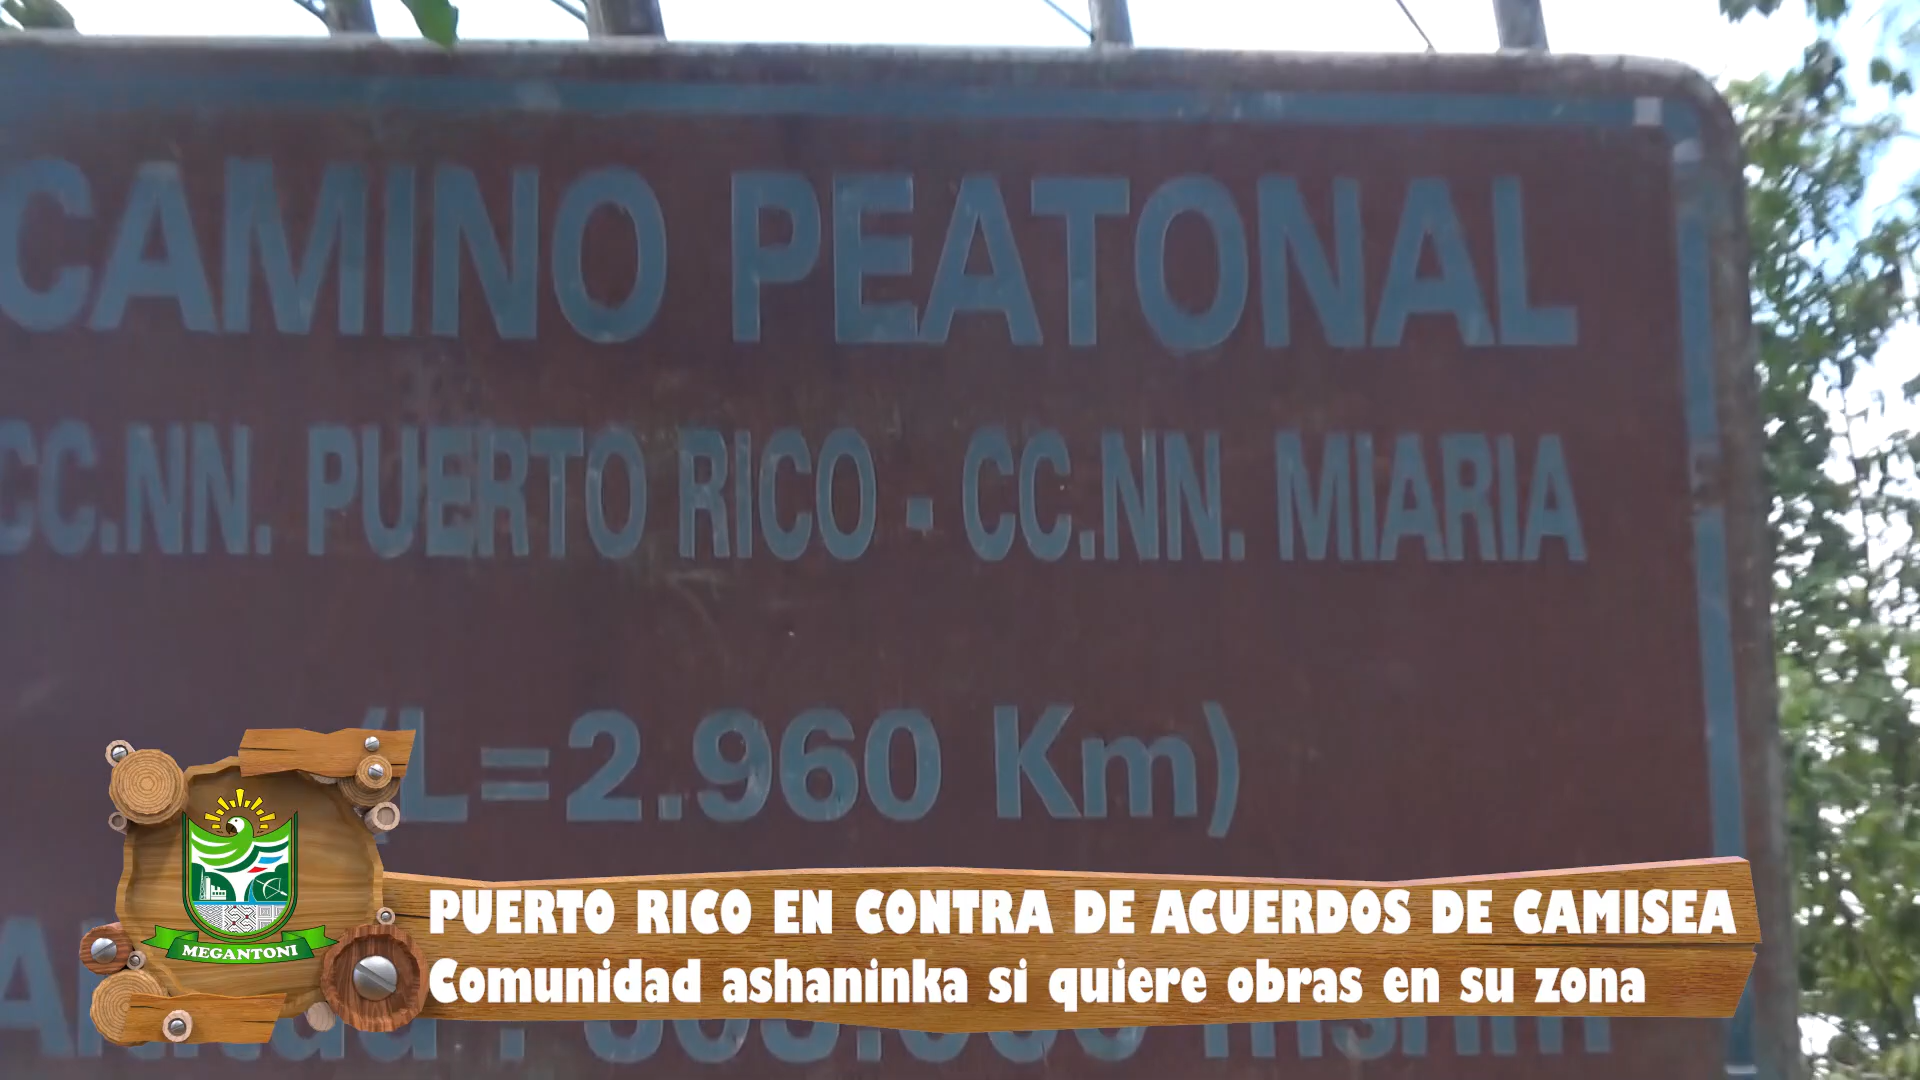 CAMINO PEATONAL
CC.NN. PUERTO RICO - CC.NN. MIARIA
(L=2.960 Km)
MEGANTONI
PUERTO RICO EN CONTRA DE ACUERDOS DE CAMISEA
Comunidad ashaninka si quiere obras en su zona